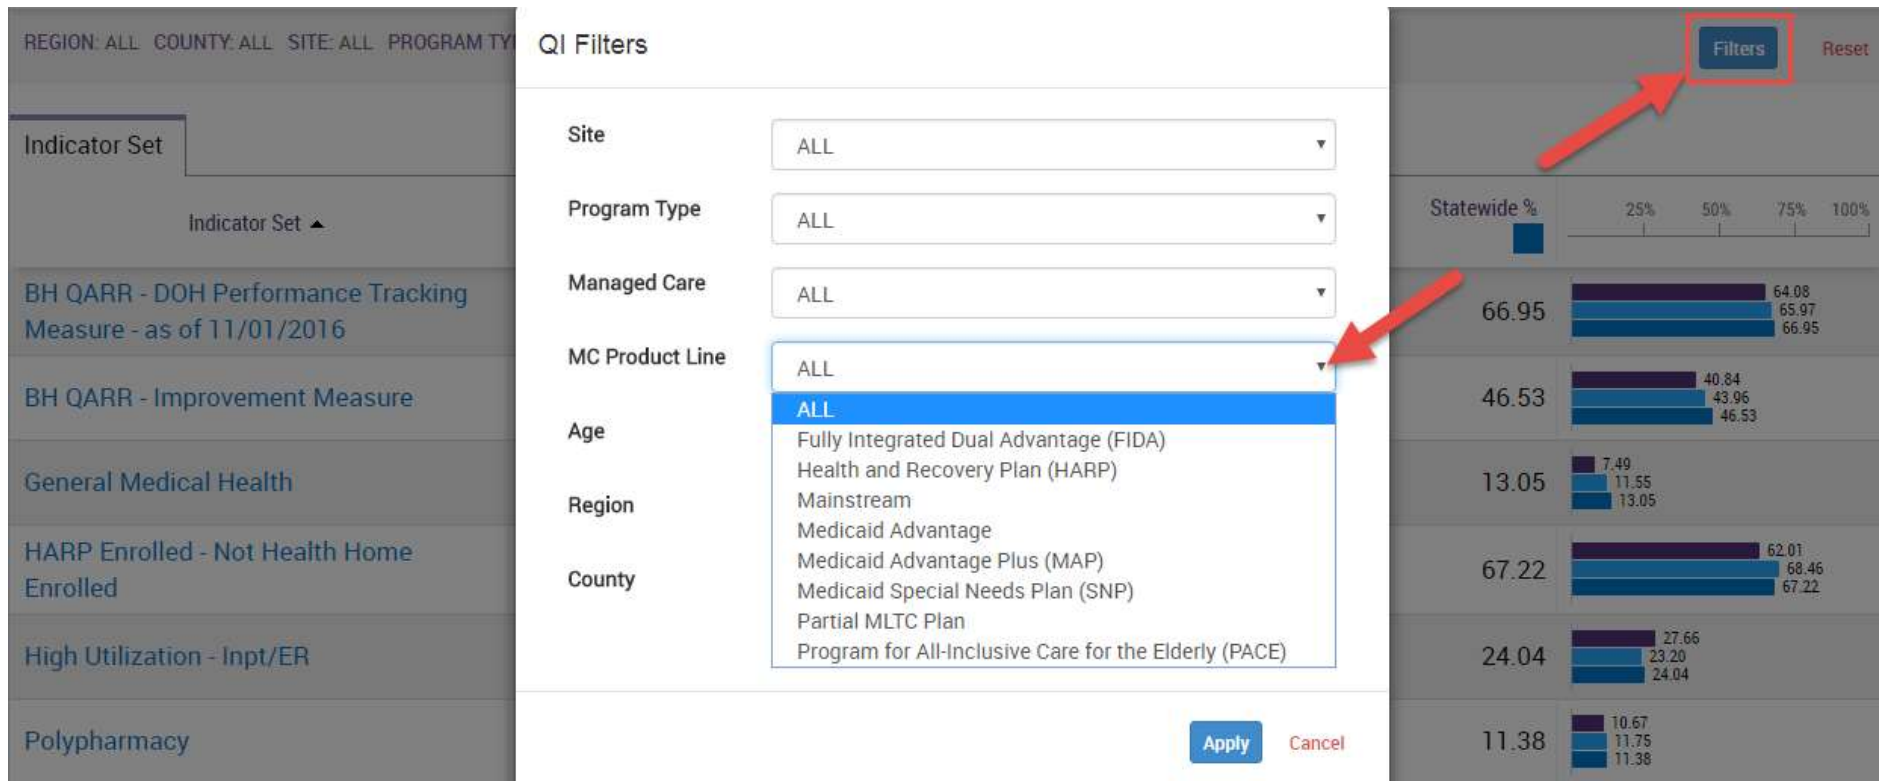 REGION: ALL COUNTY: ALL SITE: ALL PROGRAM TY
Filters
Reset
Indicator Set
Indicator Set ▲
Statewide %
25% 50% 75% 100%
BH QARR - DOH Performance Tracking
Measure - as of 11/01/2016
66.95
64.08
65.97
66.95
BH QARR - Improvement Measure
46.53
40.84
43.96
46.53
General Medical Health
13.05
7.49
11.55
13.05
HARP Enrolled - Not Health Home
Enrolled
67.22
62.01
68.46
67.22
High Utilization - Inpt/ER
24.04
27.66
23.20
24.04
Polypharmacy
11.38
10.67
11.75
11.38
QI Filters
Site
ALL
Program Type
ALL
Managed Care
ALL
MC Product Line
ALL
ALL
Fully Integrated Dual Advantage (FIDA)
Health and Recovery Plan (HARP)
Mainstream
Medicaid Advantage
Medicaid Advantage Plus (MAP)
Medicaid Special Needs Plan (SNP)
Partial MLTC Plan
Program for All-Inclusive Care for the Elderly (PACE)
Age
Region
County
Apply
Cancel